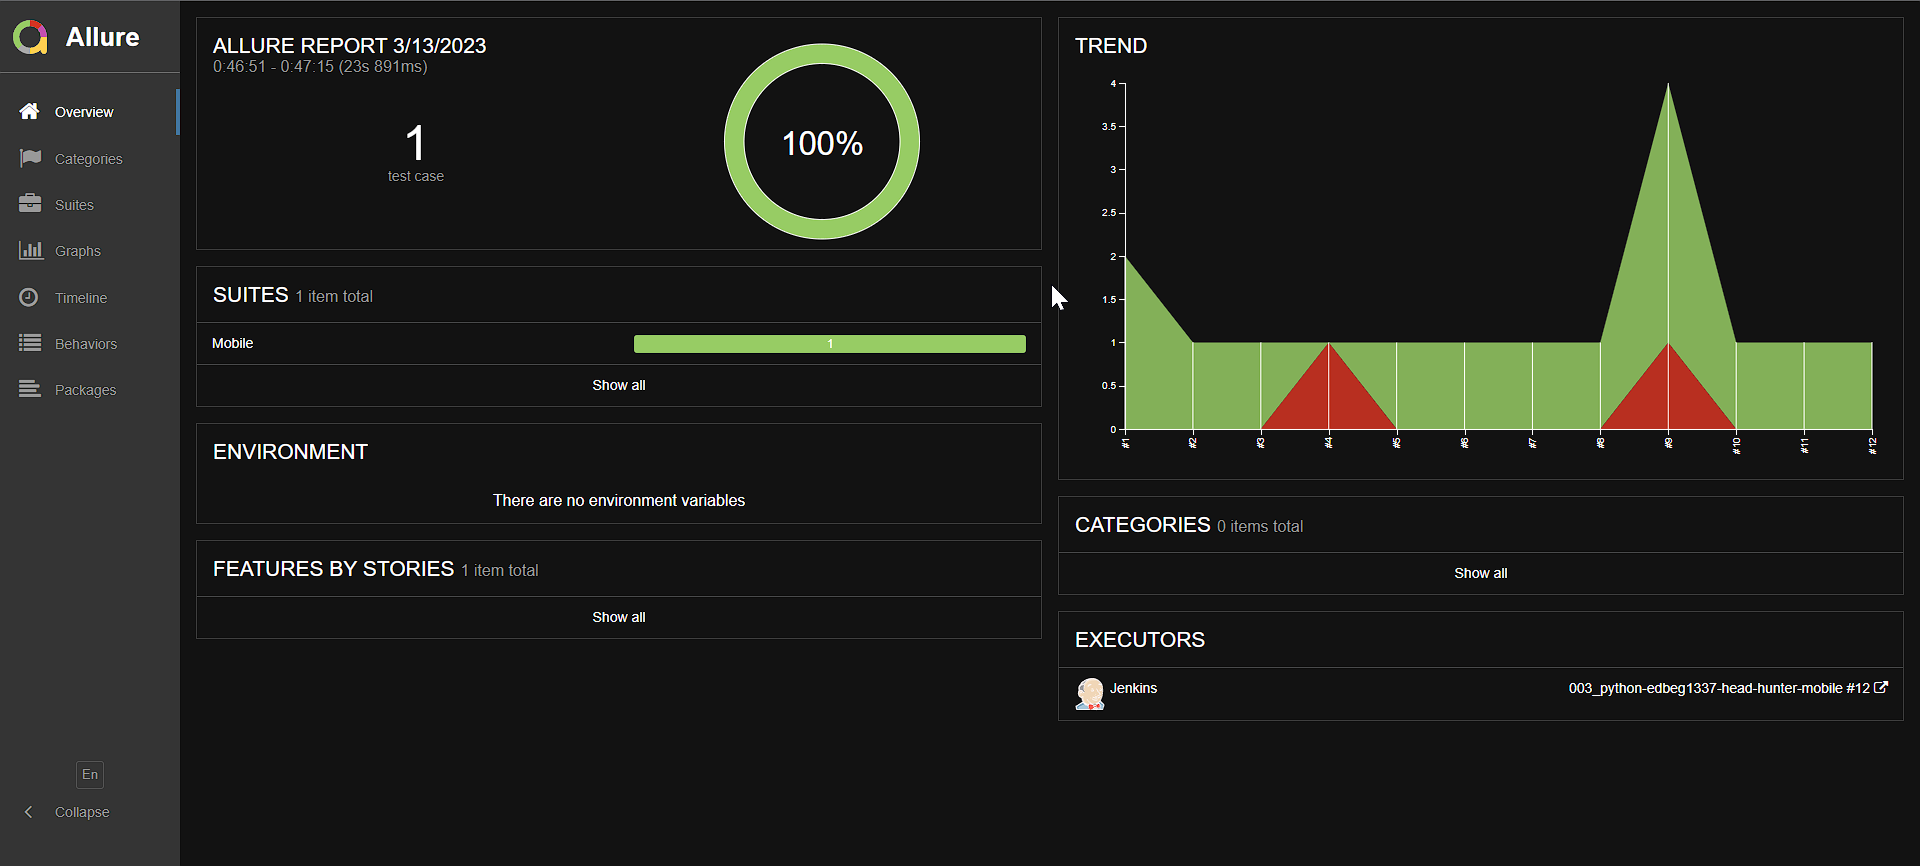 Allure
Overview
Categories
Suites
Graphs
Timeline
Behaviors
Packages
En
Collapse
ALLURE REPORT 3/13/2023
0:46:51 - 0:47:15 (23s 891ms)
1
test case
100%
SUITES 1 item total
Mobile 1
Show all
ENVIRONMENT
There are no environment variables
FEATURES BY STORIES 1 item total
Show all
TREND
4
3.5
3
2.5
2
1.5
1
0.5
0
#1 #2 #3 #4 #5 #6 #7 #8 #9 #10 #11 #12
CATEGORIES 0 items total
Show all
EXECUTORS
Jenkins 003_python-edbeg1337-head-hunter-mobile #12